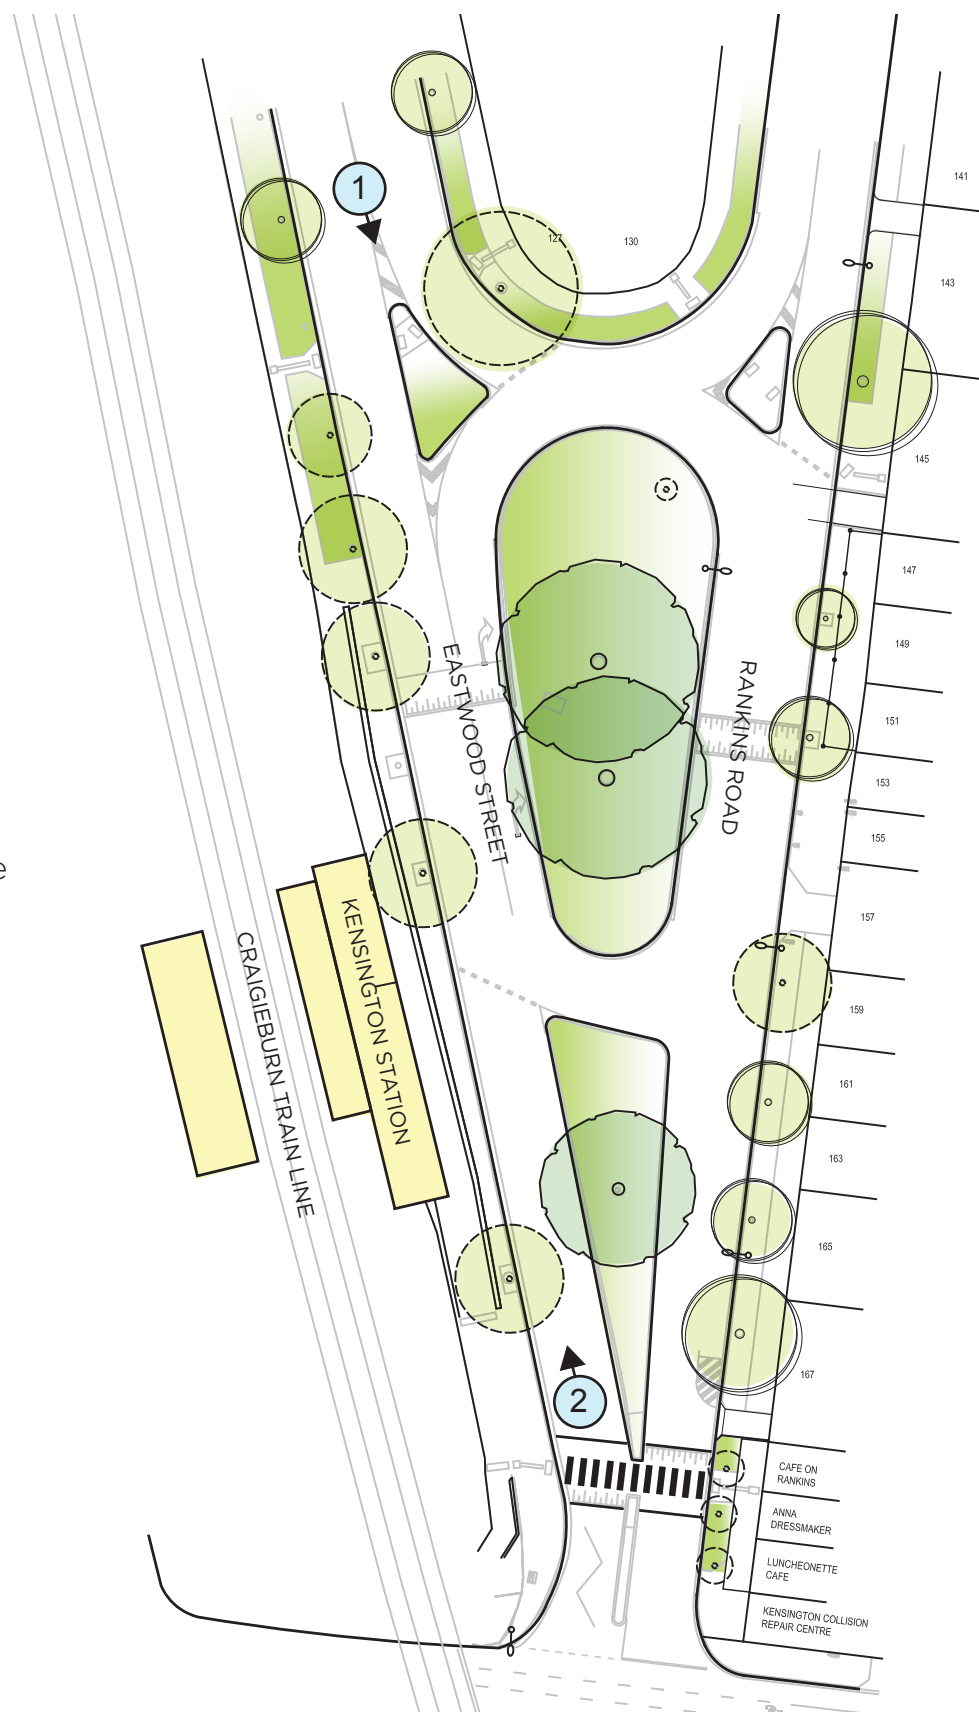 1
127
130
141
143
145
147
149
151
153
155
157
159
161
163
165
167
EASTWOOD STREET
RANKINS ROAD
KENSINGTON STATION
CRAIGIEBURN TRAIN LINE
2
CAFE ON
RANKINS
ANNA
DRESSMAKER
LUNCHEONETTE
CAFE
KENSINGTON COLLISION
REPAIR CENTRE